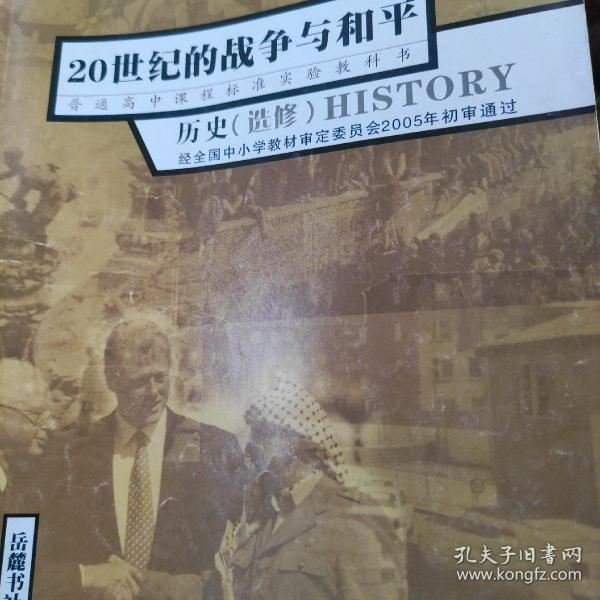 20世纪的战争与和平
普通高中课程标准实验教科书
历史(选修)HISTORY
经全国中小学教材审定委员会2005年初审通过
岳麓书社
孔夫子旧书网
www.kongfz.com